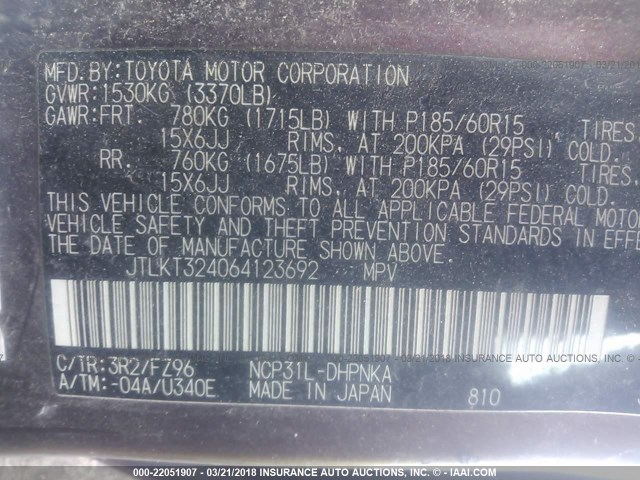 MFD.BY:TOYOTA MOTOR CORPORATION
GVWR:1530KG (3370LB)
GAWR:FRT. 780KG (1715LB) WITH P185/60R15 TIRES
15X6JJ RIMS, AT 200KPA (29PSI) COLD.
RR. 760KG (1675LB) WITH P185/60R15 TIRES
15X6JJ RIMS, AT 200KPA (29PSI) COLD.
THIS VEHICLE CONFORMS TO ALL APPLICABLE FEDERAL MOTOR
VEHICLE SAFETY AND THEFT PREVENTION STANDARDS IN EFFE
THE DATE OF MANUFACTURE SHOWN ABOVE.
JTLKT324064123692 MPV
C/TR:3R2/FZ96 NCP31L-DHPNKA
A/TM:-04A/U340E MADE IN JAPAN 810
000-22051907 - 03/21/2018 INSURANCE AUTO AUCTIONS INC. - © - IAAI.COM